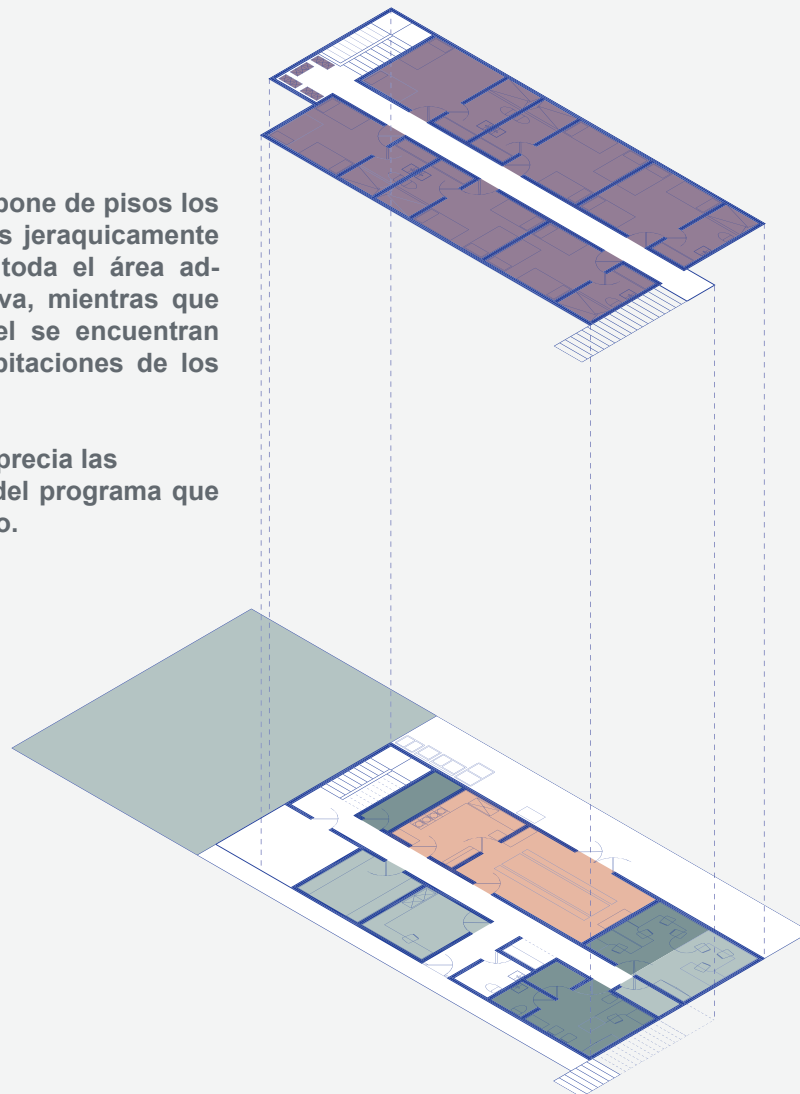 pone de pisos los
s jeraquicamente
toda el área ad-
va, mientras que
el se encuentran
bitaciones de los
precia las
del programa que
o.